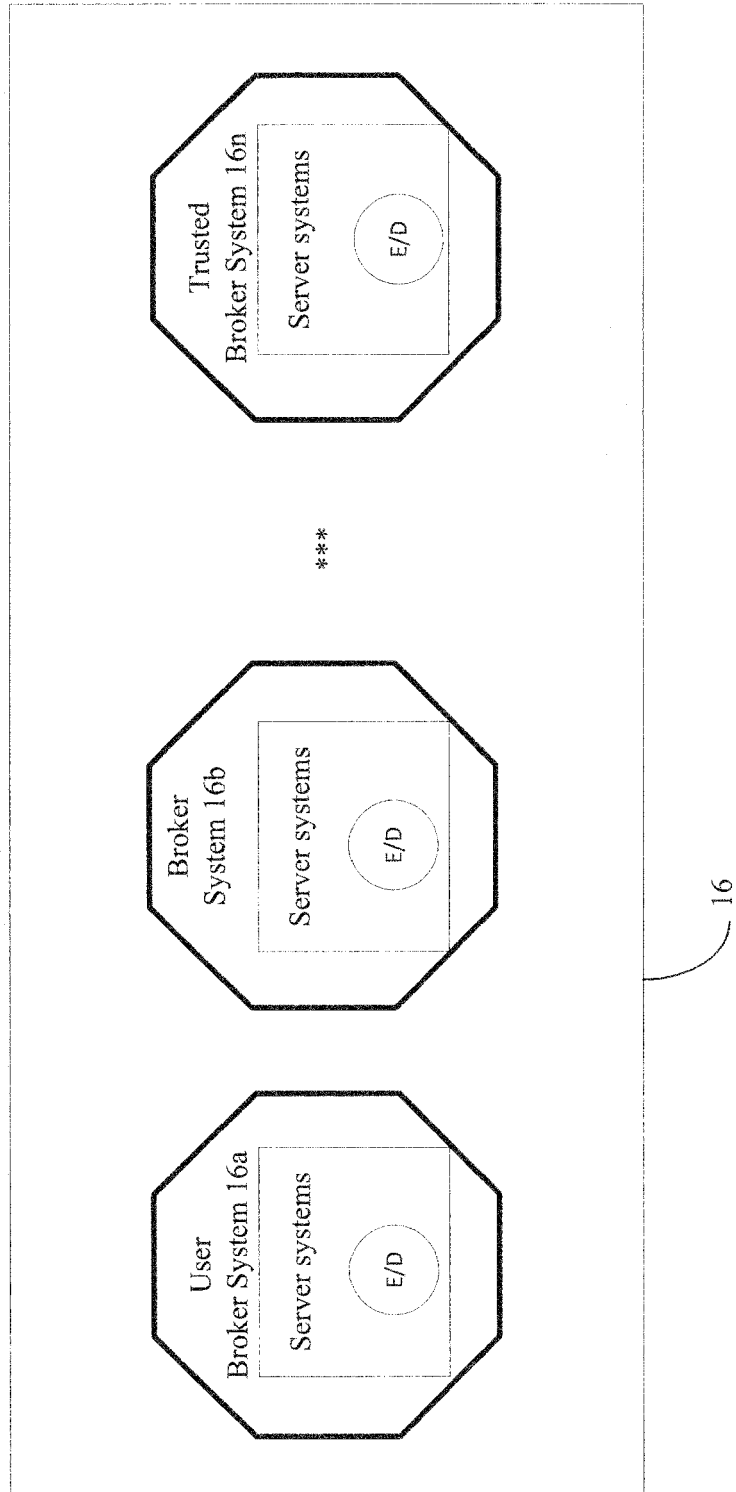 User
Broker System 16a
Server systems
E/D
Broker
System 16b
Server systems
E/D
***
Trusted
Broker System 16n
Server systems
E/D
16